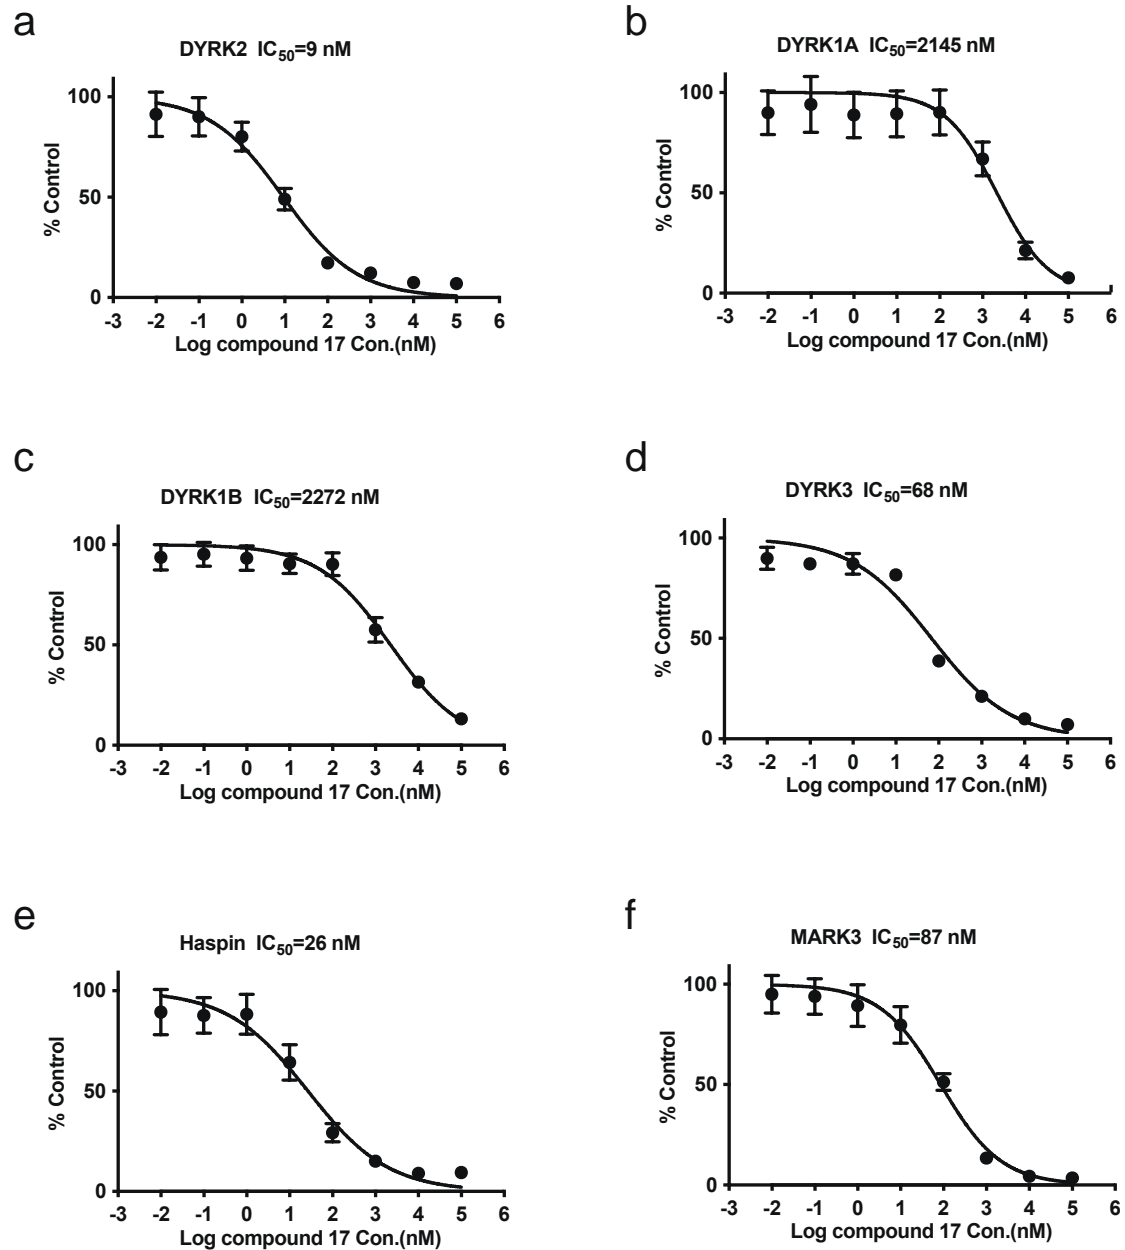 a
DYRK2 IC50=9 nM
100
50
0
% Control
-3 -2 -1 0 1 2 3 4 5 6
Log compound 17 Con.(nM)
b
DYRK1A IC50=2145 nM
100
50
0
% Control
-3 -2 -1 0 1 2 3 4 5 6
Log compound 17 Con.(nM)
c
DYRK1B IC50=2272 nM
100
50
0
% Control
-3 -2 -1 0 1 2 3 4 5 6
Log compound 17 Con.(nM)
d
DYRK3 IC50=68 nM
100
50
0
% Control
-3 -2 -1 0 1 2 3 4 5 6
Log compound 17 Con.(nM)
e
Haspin IC50=26 nM
100
50
0
% Control
-3 -2 -1 0 1 2 3 4 5 6
Log compound 17 Con.(nM)
f
MARK3 IC50=87 nM
100
50
0
% Control
-3 -2 -1 0 1 2 3 4 5 6
Log compound 17 Con.(nM)